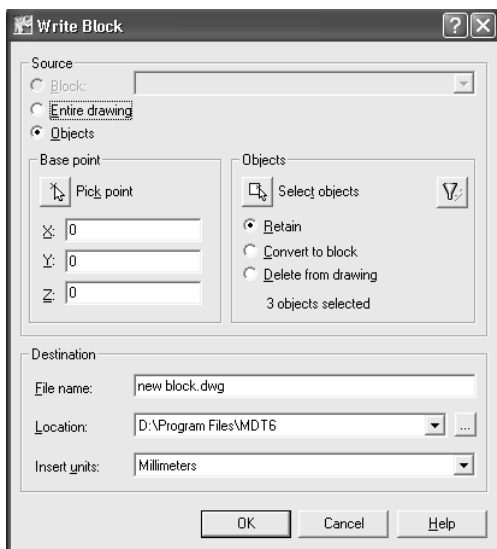 Write Block
Source
Block:
Entire drawing
Objects
Base point
Pick point
X: 0
Y: 0
Z: 0
Objects
Select objects
Retain
Convert to block
Delete from drawing
3 objects selected
Destination
File name: new block.dwg
Location: D:\Program Files\MDT6 ...
Insert units: Millimeters
OK Cancel Help